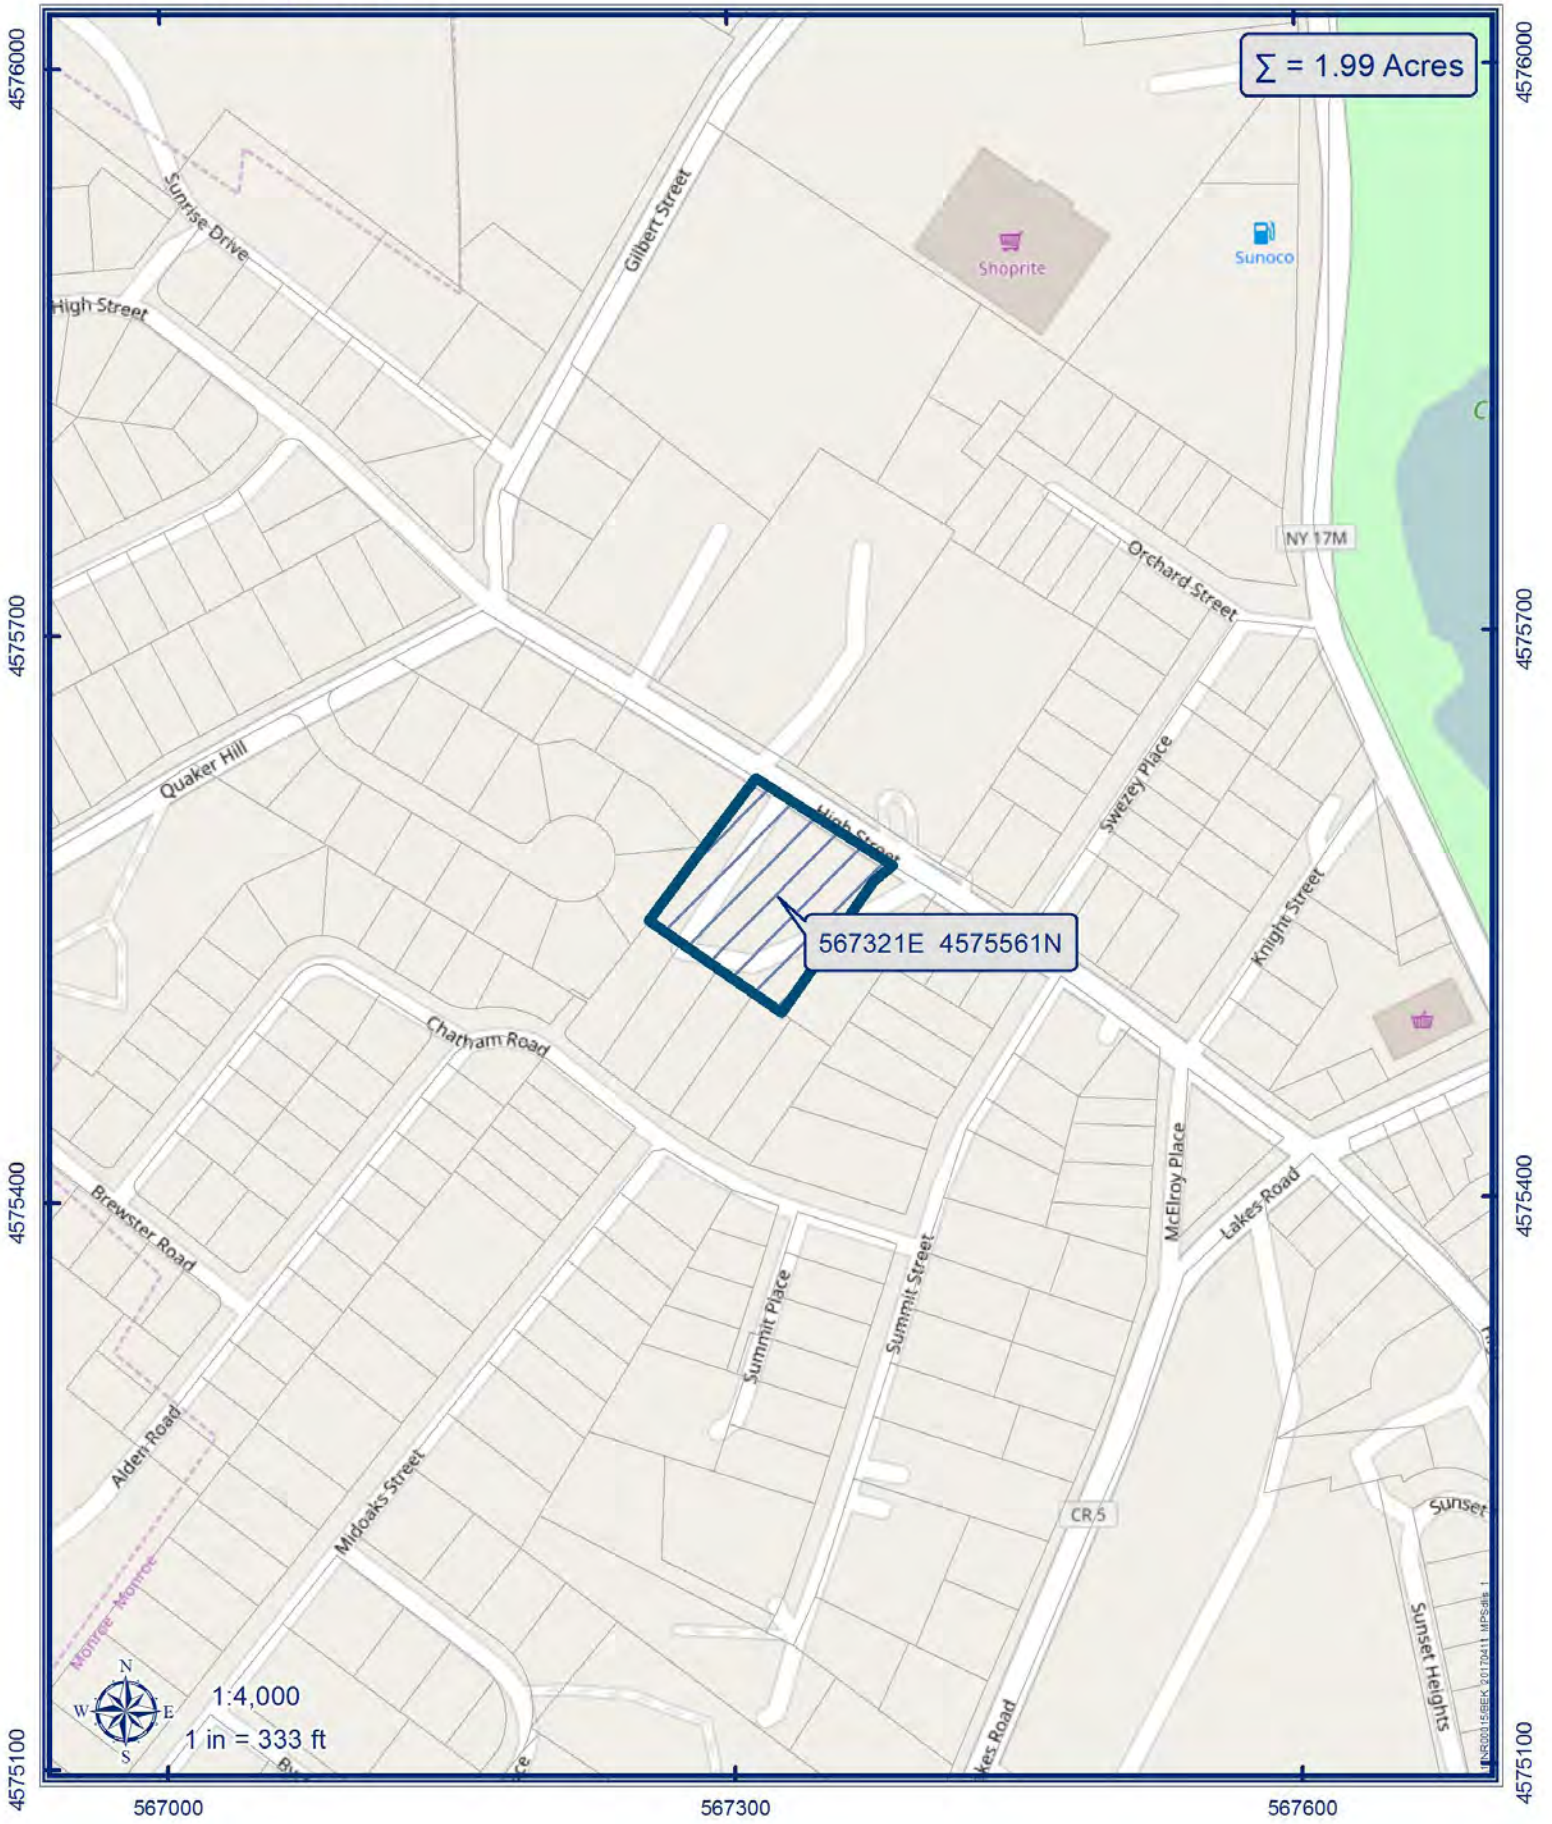 4576000
4576000
∑ = 1.99 Acres
Sunrise Drive
Gilbert Street
Shoprite
Sunoco
High Street
C
NY 17M
Orchard Street
4575700
4575700
Quaker Hill
Swezey Place
High Street
Knight Street
567321E 4575561N
Chatham Road
4575400
4575400
Brewster Road
McElroy Place
Lakes Road
Summit Street
Summit Place
Alden Road
Midoaks Street
CR 5
Sunset
Monroe Monroe
Sunset Heights
N
W E
S
1:4,000
1 in = 333 ft
kes Road
ce
4575100
4575100
567000
567300
567600